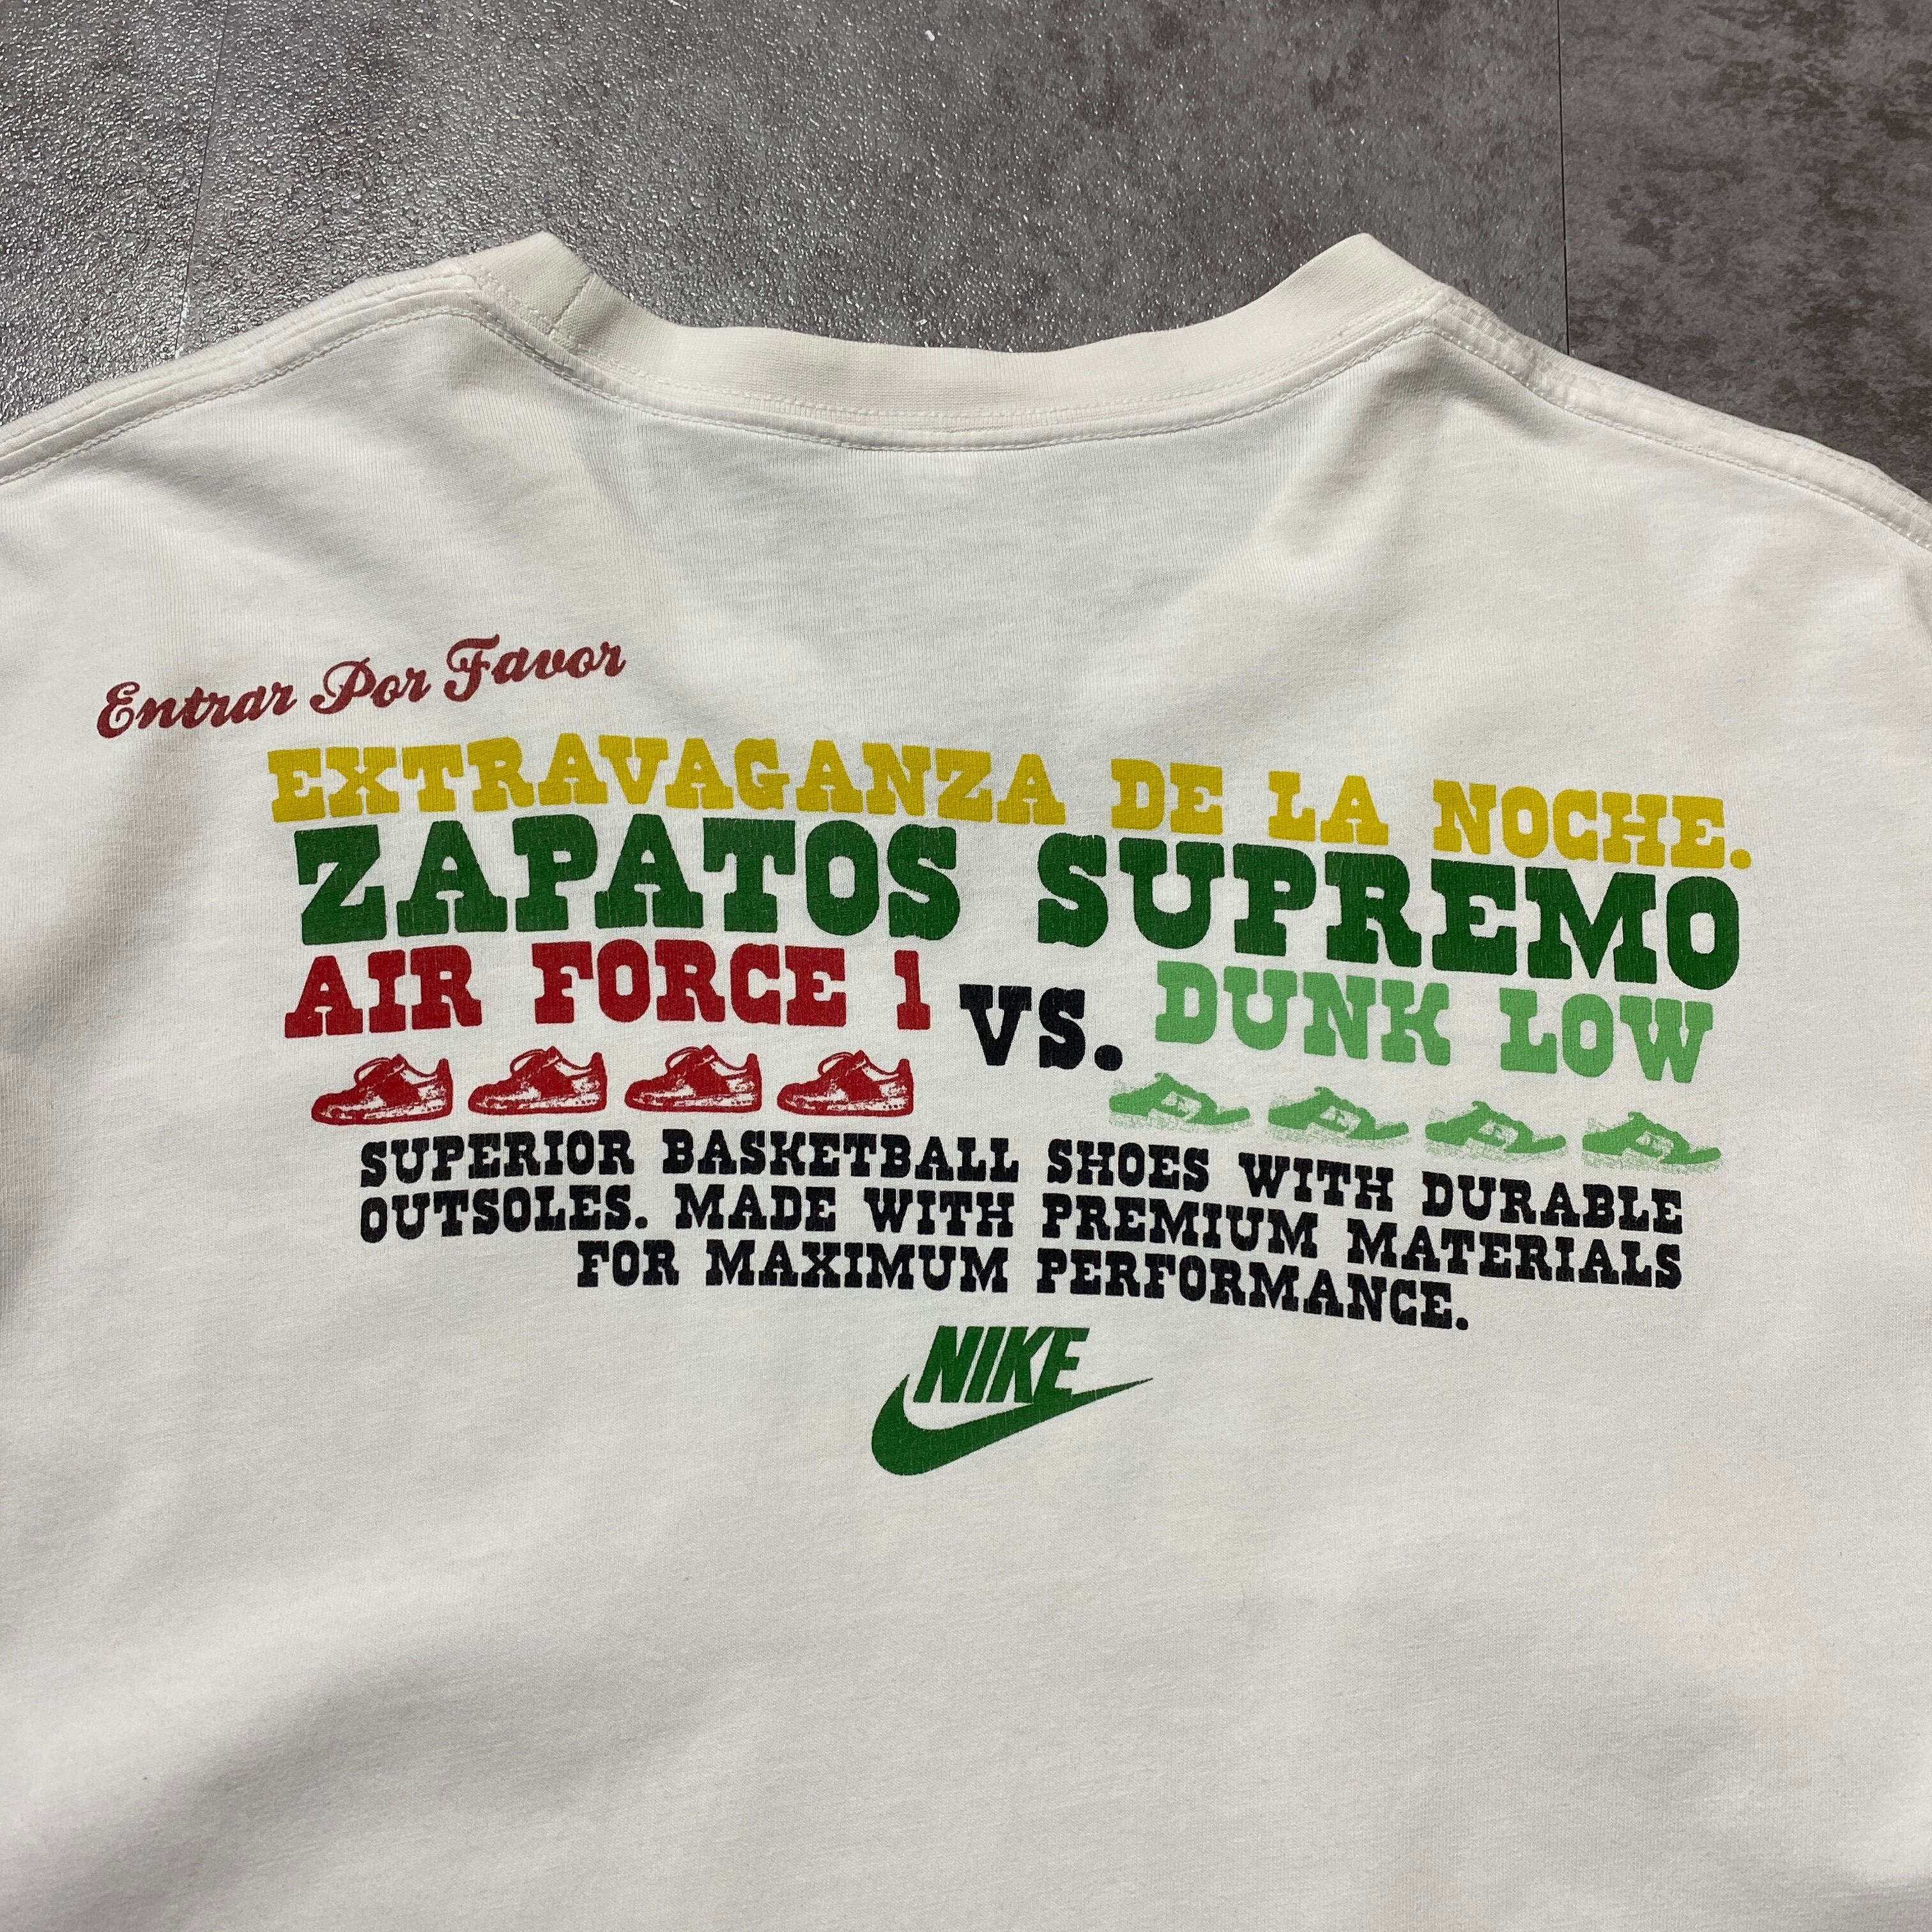 Entrar Por Favor
EXTRAVAGANZA DE LA NOCHE.
ZAPATOS SUPREMO
AIR FORCE 1 VS. DUNK LOW
SUPERIOR BASKETBALL SHOES WITH DURABLE
OUTSOLES. MADE WITH PREMIUM MATERIALS
FOR MAXIMUM PERFORMANCE.
NIKE